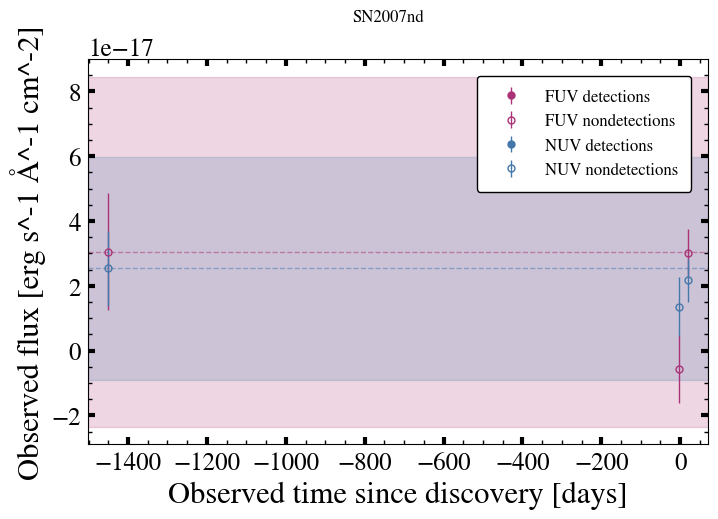 SN2007nd
1e−17
Observed flux [erg s^-1 Å^-1 cm^-2]
8
6
4
2
0
−2
FUV detections
FUV nondetections
NUV detections
NUV nondetections
−1400 −1200 −1000 −800 −600 −400 −200 0
Observed time since discovery [days]